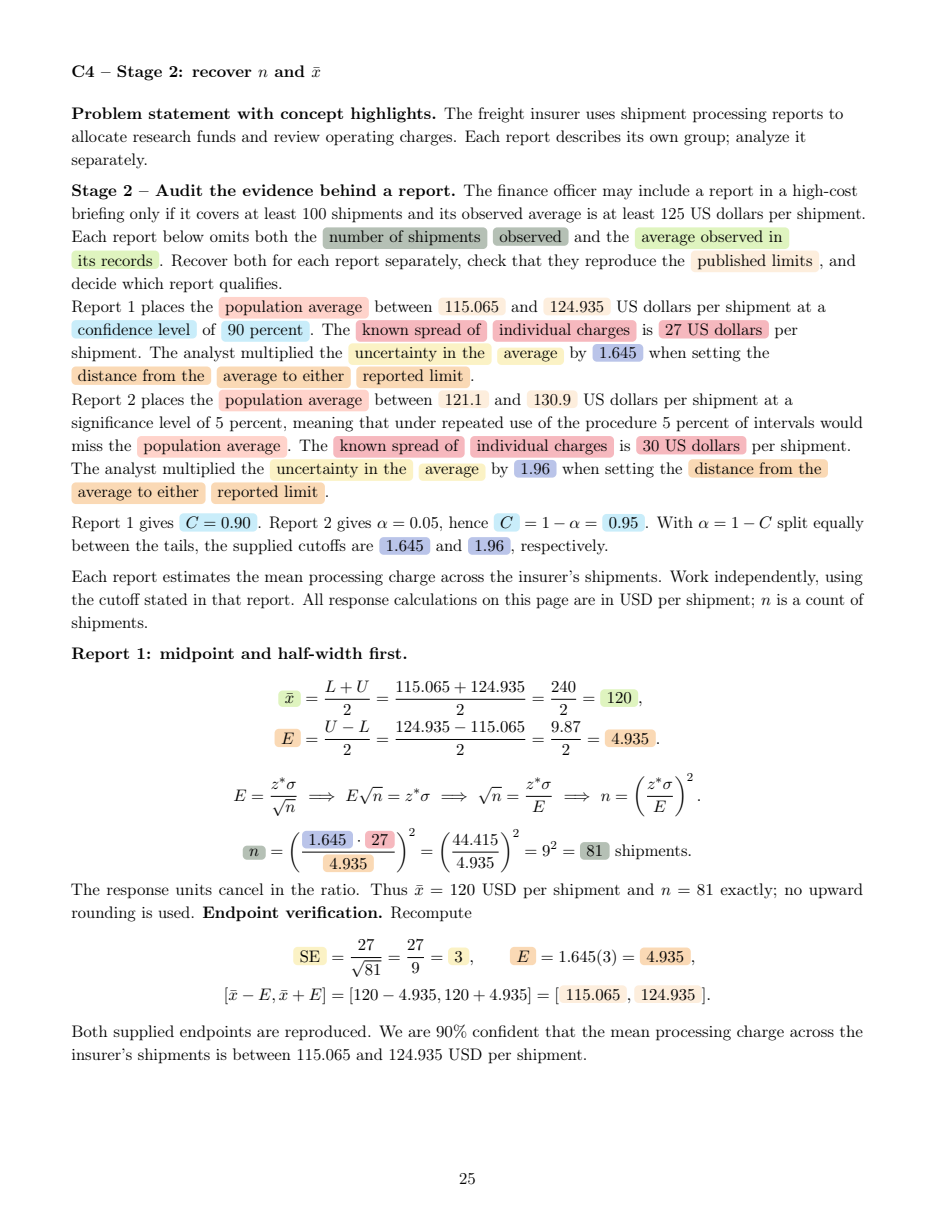 C4 – Stage 2: recover n and x̄
Problem statement with concept highlights. The freight insurer uses shipment processing reports to
allocate research funds and review operating charges. Each report describes its own group; analyze it
separately.
Stage 2 – Audit the evidence behind a report. The finance officer may include a report in a high-cost
briefing only if it covers at least 100 shipments and its observed average is at least 125 US dollars per shipment.
Each report below omits both the number of shipments observed and the average observed in
its records . Recover both for each report separately, check that they reproduce the published limits , and
decide which report qualifies.
Report 1 places the population average between 115.065 and 124.935 US dollars per shipment at a
confidence level of 90 percent . The known spread of individual charges is 27 US dollars per
shipment. The analyst multiplied the uncertainty in the average by 1.645 when setting the
distance from the average to either reported limit .
Report 2 places the population average between 121.1 and 130.9 US dollars per shipment at a
significance level of 5 percent, meaning that under repeated use of the procedure 5 percent of intervals would
miss the population average . The known spread of individual charges is 30 US dollars per shipment.
The analyst multiplied the uncertainty in the average by 1.96 when setting the distance from the
average to either reported limit .
Report 1 gives C = 0.90 . Report 2 gives α = 0.05, hence C = 1 − α = 0.95 . With α = 1 − C split equally
between the tails, the supplied cutoffs are 1.645 and 1.96 , respectively.
Each report estimates the mean processing charge across the insurer's shipments. Work independently, using
the cutoff stated in that report. All response calculations on this page are in USD per shipment; n is a count of
shipments.
Report 1: midpoint and half-width first.
x̄ = (L + U)/2 = (115.065 + 124.935)/2 = 240/2 = 120 ,
E = (U − L)/2 = (124.935 − 115.065)/2 = 9.87/2 = 4.935 .
E = z*σ/√n ⟹ E√n = z*σ ⟹ √n = z*σ/E ⟹ n = (z*σ/E)² .
n = (1.645 · 27 / 4.935)² = (44.415/4.935)² = 9² = 81 shipments.
The response units cancel in the ratio. Thus x̄ = 120 USD per shipment and n = 81 exactly; no upward
rounding is used. Endpoint verification. Recompute
SE = 27/√81 = 27/9 = 3 , E = 1.645(3) = 4.935 ,
[x̄ − E, x̄ + E] = [120 − 4.935, 120 + 4.935] = [ 115.065 , 124.935 ].
Both supplied endpoints are reproduced. We are 90% confident that the mean processing charge across the
insurer's shipments is between 115.065 and 124.935 USD per shipment.
25